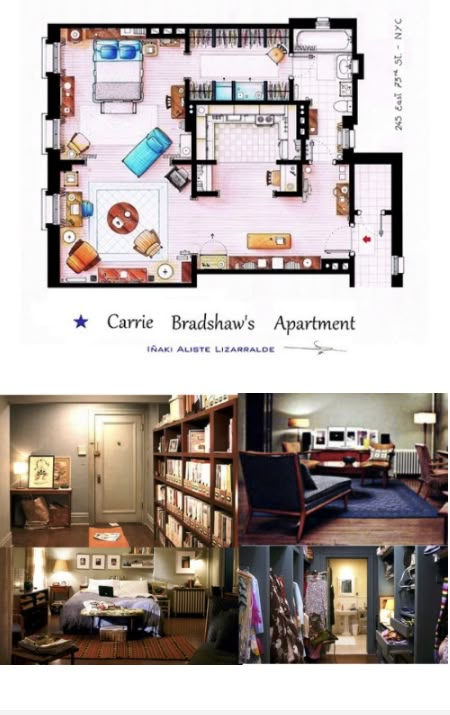 245 East 73rd St. - NYC
★ Carrie Bradshaw's Apartment
Iñaki Aliste Lizarralde